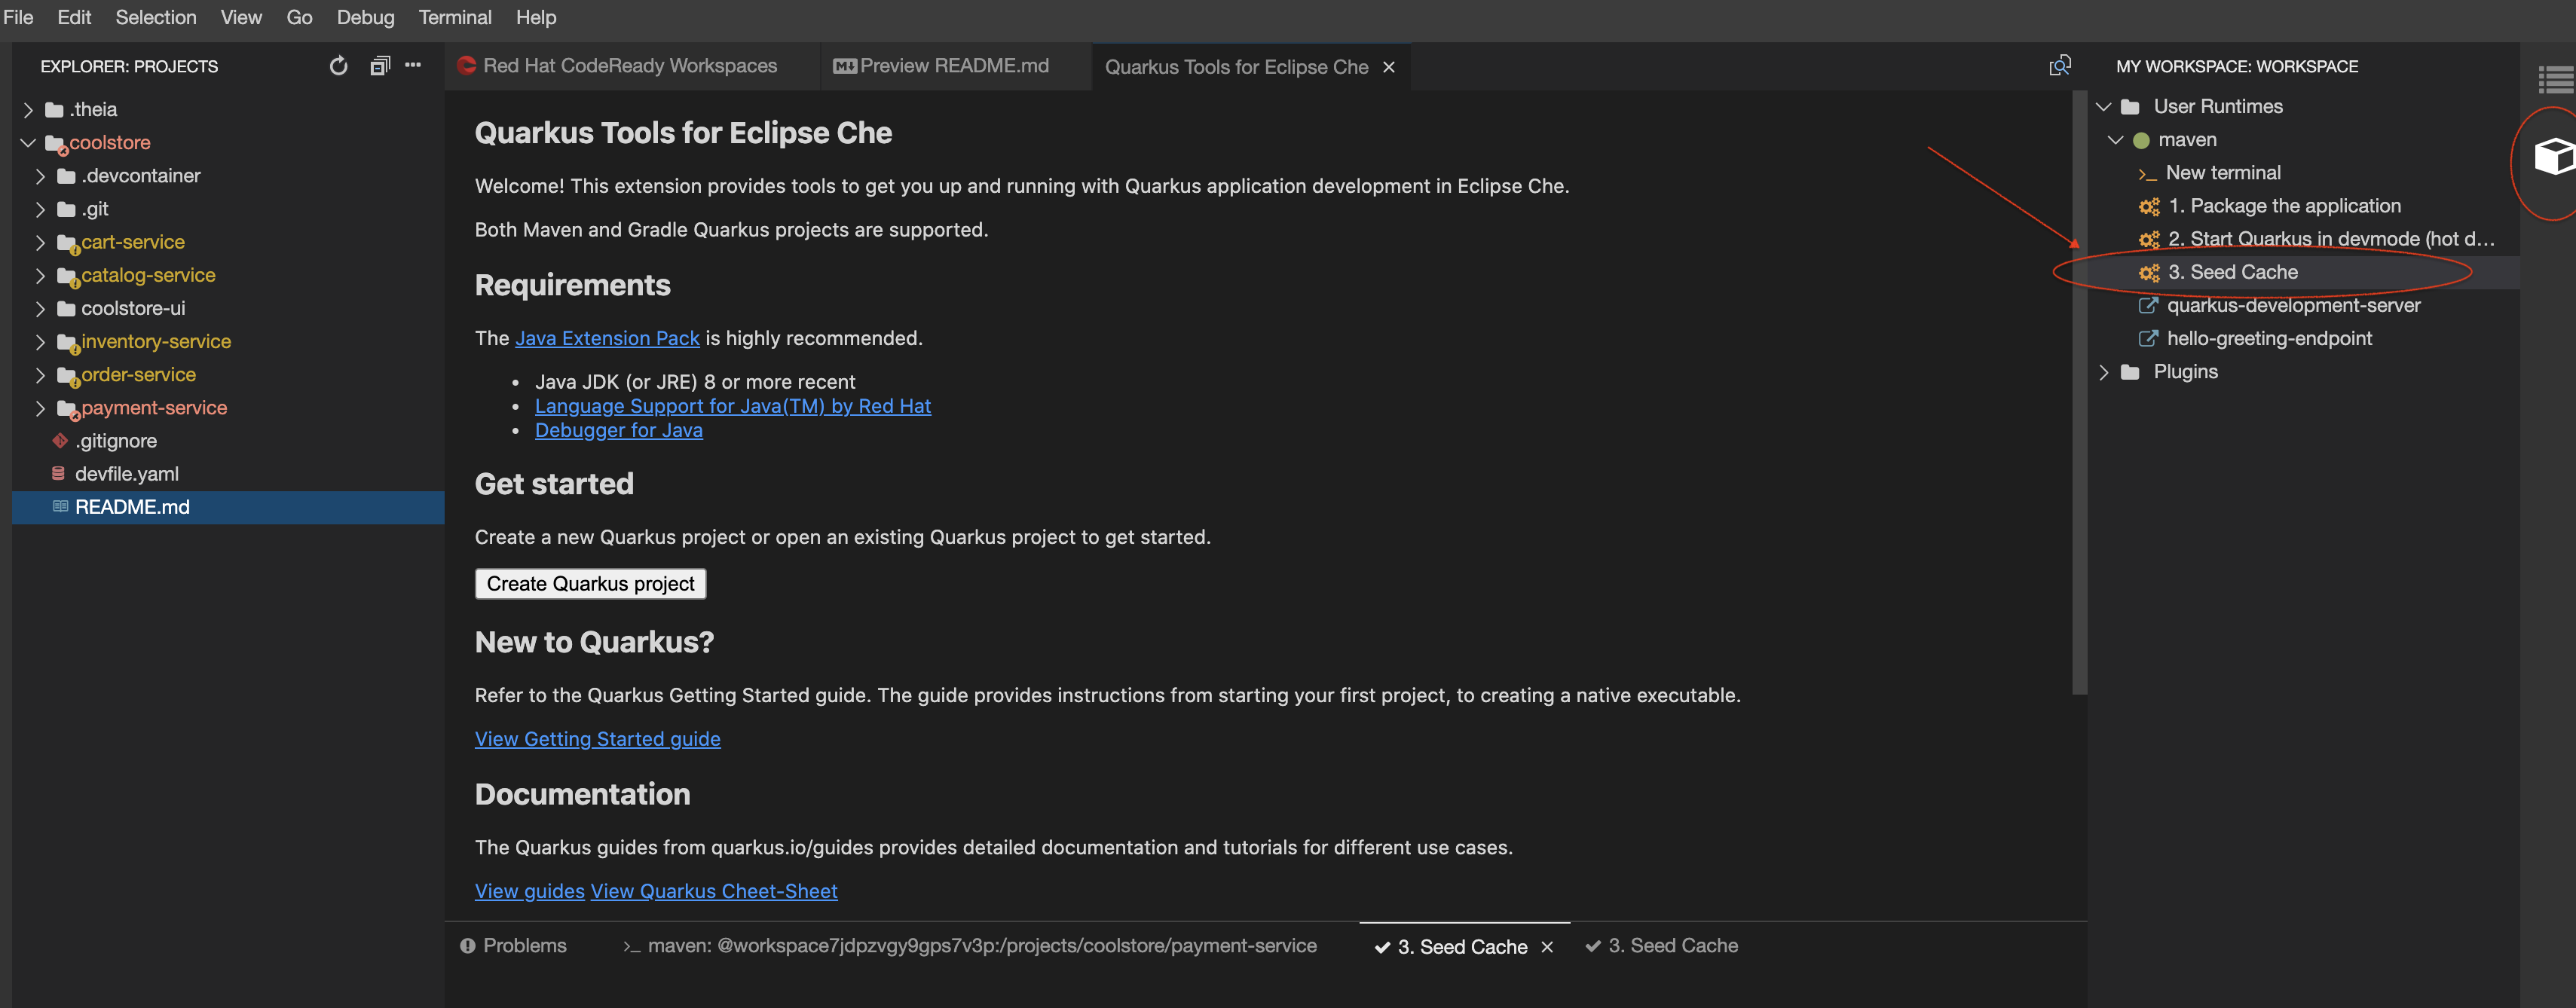 File Edit Selection View Go Debug Terminal Help
EXPLORER: PROJECTS
.theia
coolstore
.devcontainer
.git
cart-service
catalog-service
coolstore-ui
inventory-service
order-service
payment-service
.gitignore
devfile.yaml
README.md
Red Hat CodeReady Workspaces
Preview README.md
Quarkus Tools for Eclipse Che
Quarkus Tools for Eclipse Che
Welcome! This extension provides tools to get you up and running with Quarkus application development in Eclipse Che.
Both Maven and Gradle Quarkus projects are supported.
Requirements
The Java Extension Pack is highly recommended.
• Java JDK (or JRE) 8 or more recent
• Language Support for Java(TM) by Red Hat
• Debugger for Java
Get started
Create a new Quarkus project or open an existing Quarkus project to get started.
Create Quarkus project
New to Quarkus?
Refer to the Quarkus Getting Started guide. The guide provides instructions from starting your first project, to creating a native executable.
View Getting Started guide
Documentation
The Quarkus guides from quarkus.io/guides provides detailed documentation and tutorials for different use cases.
View guides View Quarkus Cheet-Sheet
Problems
>_ maven: @workspace7jdpzvgy9gps7v3p:/projects/coolstore/payment-service
3. Seed Cache
3. Seed Cache
MY WORKSPACE: WORKSPACE
User Runtimes
maven
>_ New terminal
1. Package the application
2. Start Quarkus in devmode (hot d...
3. Seed Cache
quarkus-development-server
hello-greeting-endpoint
Plugins